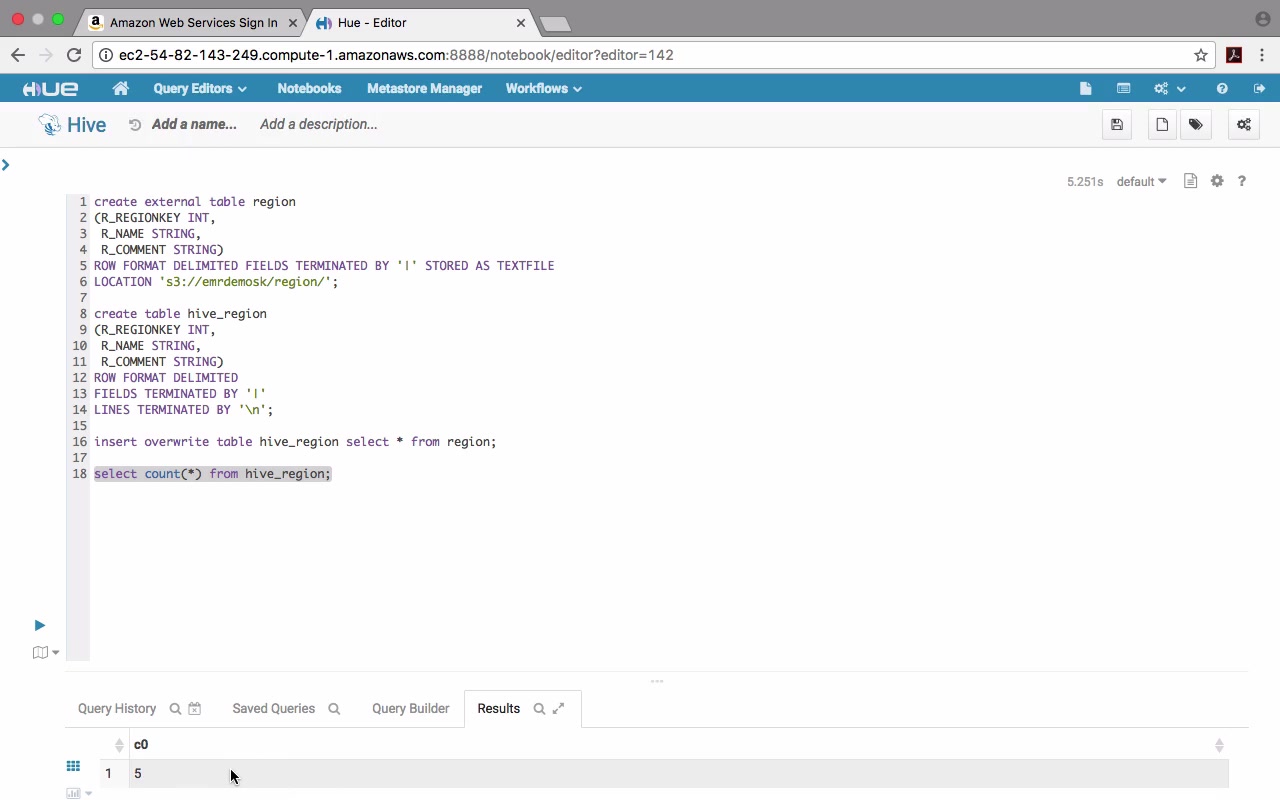 Amazon Web Services Sign In
Hue - Editor
ec2-54-82-143-249.compute-1.amazonaws.com:8888/notebook/editor?editor=142
HUE Query Editors Notebooks Metastore Manager Workflows
Hive Add a name... Add a description...
5.251s default ?
1 create external table region
2 (R_REGIONKEY INT,
3 R_NAME STRING,
4 R_COMMENT STRING)
5 ROW FORMAT DELIMITED FIELDS TERMINATED BY '|' STORED AS TEXTFILE
6 LOCATION 's3://emrdemosk/region/';
7
8 create table hive_region
9 (R_REGIONKEY INT,
10 R_NAME STRING,
11 R_COMMENT STRING)
12 ROW FORMAT DELIMITED
13 FIELDS TERMINATED BY '|'
14 LINES TERMINATED BY '\n';
15
16 insert overwrite table hive_region select * from region;
17
18 select count(*) from hive_region;
Query History Saved Queries Query Builder Results
c0
1 5